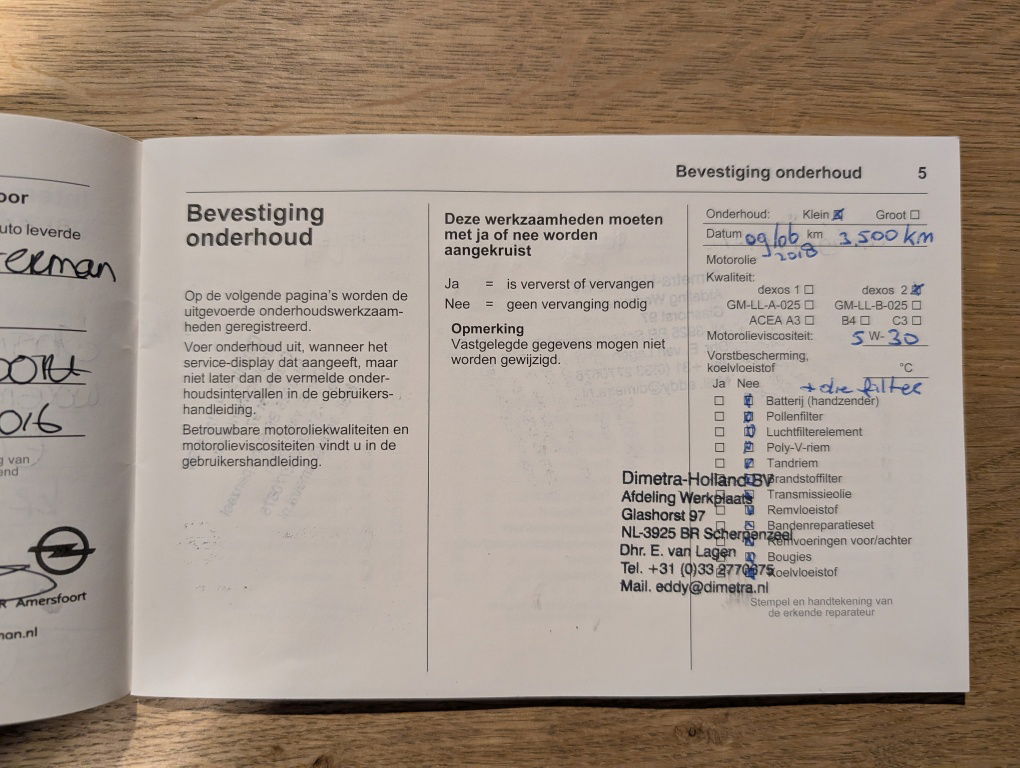 oor
uto leverde
erman
2016
g van
end
R Amersfoort
man.nl
Bevestiging onderhoud 5
Bevestiging
onderhoud
Op de volgende pagina's worden de
uitgevoerde onderhoudswerkzaam-
heden geregistreerd.
Voer onderhoud uit, wanneer het
service-display dat aangeeft, maar
niet later dan de vermelde onder-
houdsintervallen in de gebruikers-
handleiding.
Betrouwbare motoroliekwaliteiten en
motorolieviscositeiten vindt u in de
gebruikershandleiding.
Deze werkzaamheden moeten
met ja of nee worden
aangekruist
Ja = is ververst of vervangen
Nee = geen vervanging nodig
Opmerking
Vastgelegde gegevens mogen niet
worden gewijzigd.
Onderhoud: Klein ☒ Groot ☐
Datum 09/06 km 3.500 km
2018
Motorolie
Kwaliteit:
dexos 1 ☐ dexos 2 ☒
GM-LL-A-025 ☐ GM-LL-B-025 ☐
ACEA A3 ☐ B4 ☐ C3 ☐
Motorolieviscositeit: 5 W- 30
Vorstbescherming,
koelvloeistof °C
Ja Nee + die filter
☐ ☒ Batterij (handzender)
☐ ☒ Pollenfilter
☐ ☒ Luchtfilterelement
☐ ☒ Poly-V-riem
☐ ☒ Tandriem
☐ ☒ Brandstoffilter
☐ ☒ Transmissieolie
☐ ☒ Remvloeistof
☐ ☒ Bandenreparatieset
☐ ☒ Remvoeringen voor/achter
☐ ☒ Bougies
☐ ☒ Koelvloeistof
Dimetra-Holland BV
Afdeling Werkplaats
Glashorst 97
NL-3925 BR Scherpenzeel
Dhr. E. van Lagen
Tel. +31 (0)33 2770675
Mail. eddy@dimetra.nl
Stempel en handtekening van
de erkende reparateur